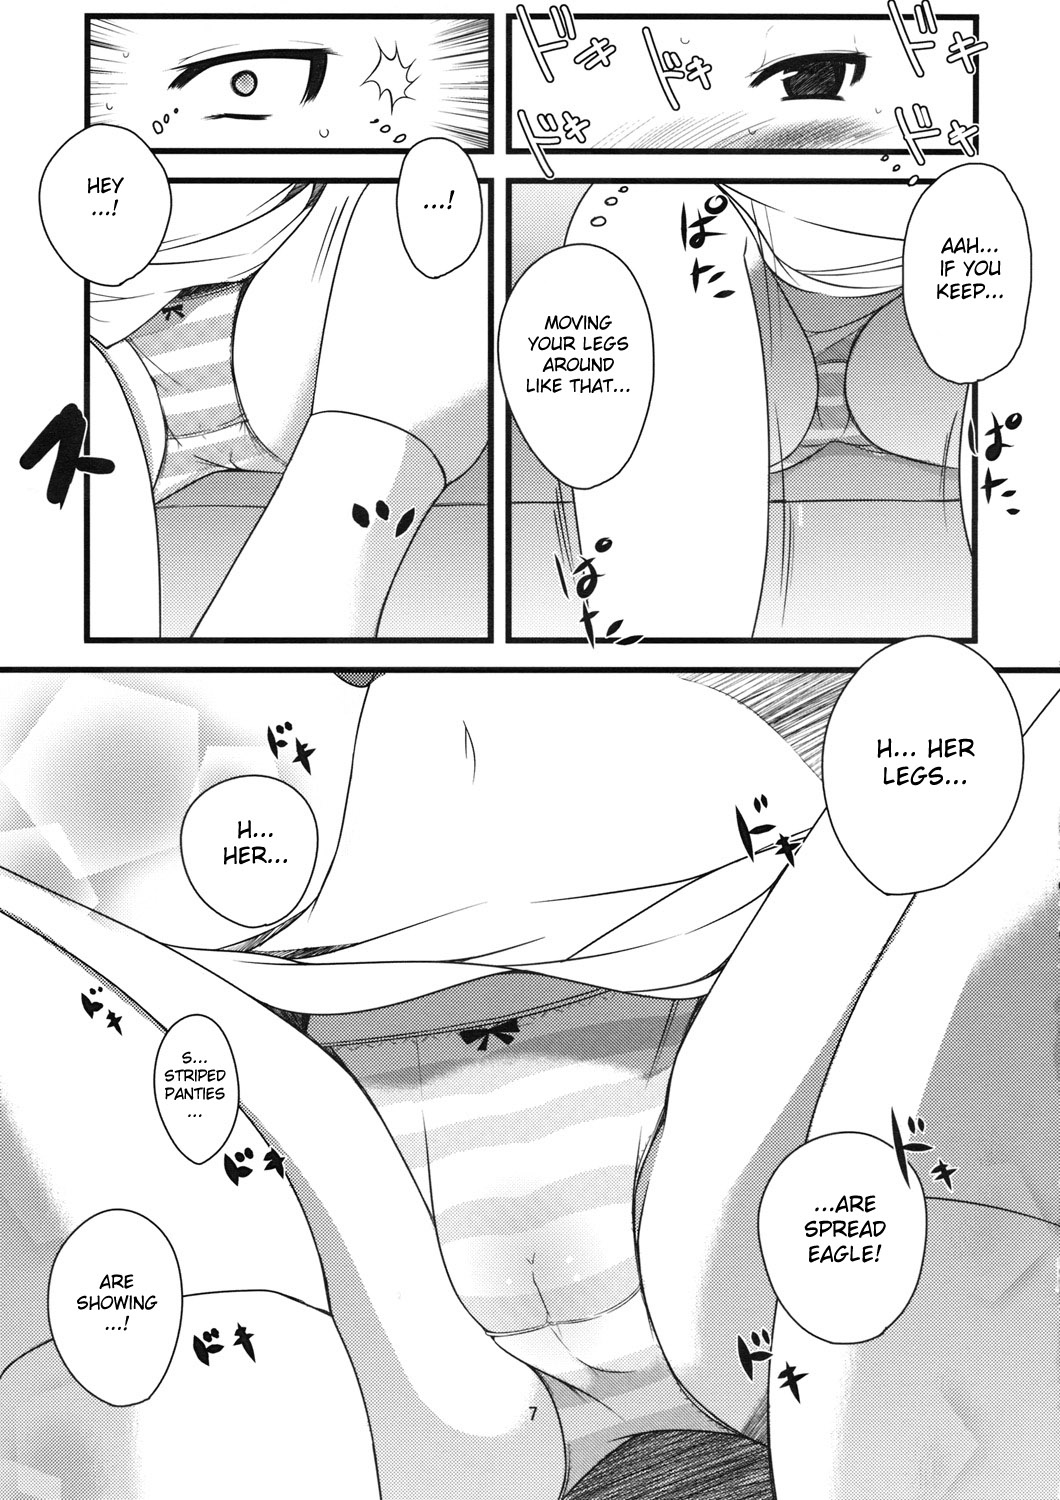 ドキ
ドキ
ドキ
ドキ
AAH...
IF YOU
KEEP...
ぱた
ぱた
ぱた
MOVING
YOUR LEGS
AROUND
LIKE THAT...
...!
HEY
...!
ズ
H... HER
LEGS...
...ARE
SPREAD
EAGLE!
H...
HER...
S...
STRIPED
PANTIES
...
ARE
SHOWING
...!
ドキ
ドキ
ドキ
ドキ
ドキ
ドキ
ドキ
7